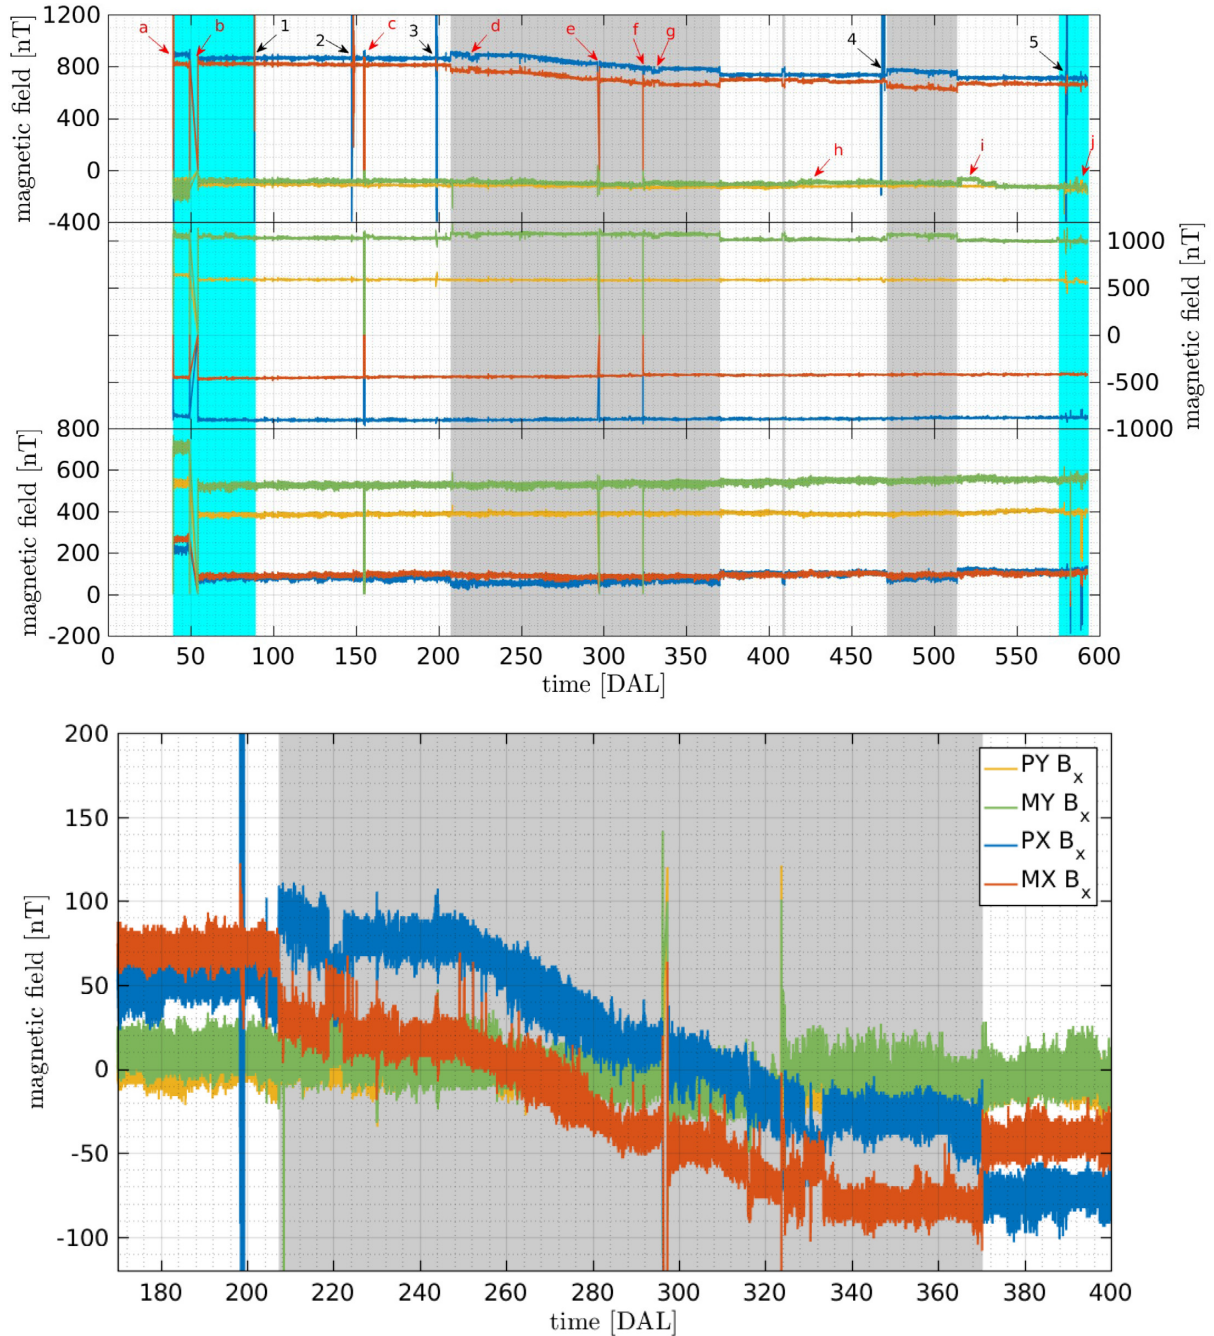 1200
800
400
0
-400
magnetic field [nT]
a
b
1
2
c
3
d
e
f
g
4
5
h
i
j
1000
500
0
-500
-1000
magnetic field [nT]
800
600
400
200
0
-200
magnetic field [nT]
0 50 100 150 200 250 300 350 400 450 500 550 600
time [DAL]
200
150
100
50
0
-50
-100
magnetic field [nT]
PY Bx
MY Bx
PX Bx
MX Bx
180 200 220 240 260 280 300 320 340 360 380 400
time [DAL]